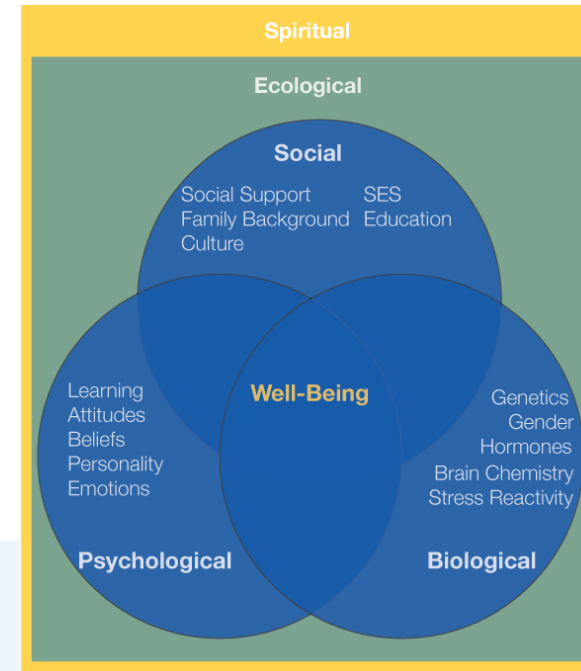 Spiritual
Ecological
Social
Social Support SES
Family Background Education
Culture
Well-Being
Learning
Attitudes
Beliefs
Personality
Emotions
Genetics
Gender
Hormones
Brain Chemistry
Stress Reactivity
Psychological
Biological